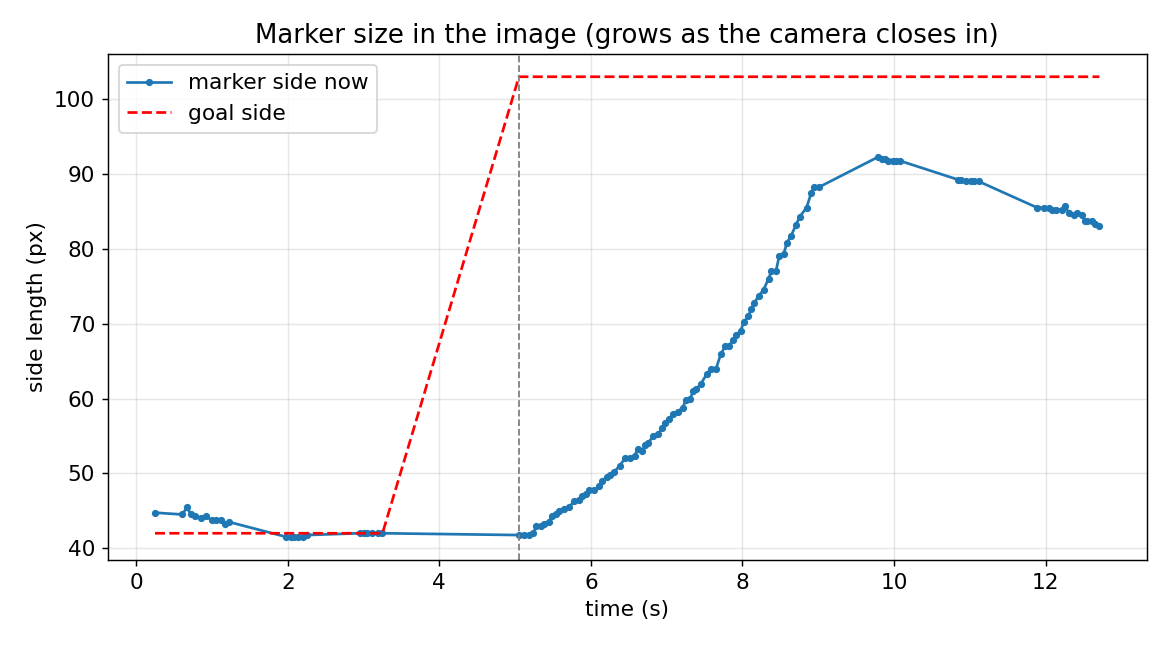 Marker size in the image (grows as the camera closes in)
marker side now
goal side
side length (px)
100
90
80
70
60
50
40
0 2 4 6 8 10 12
time (s)